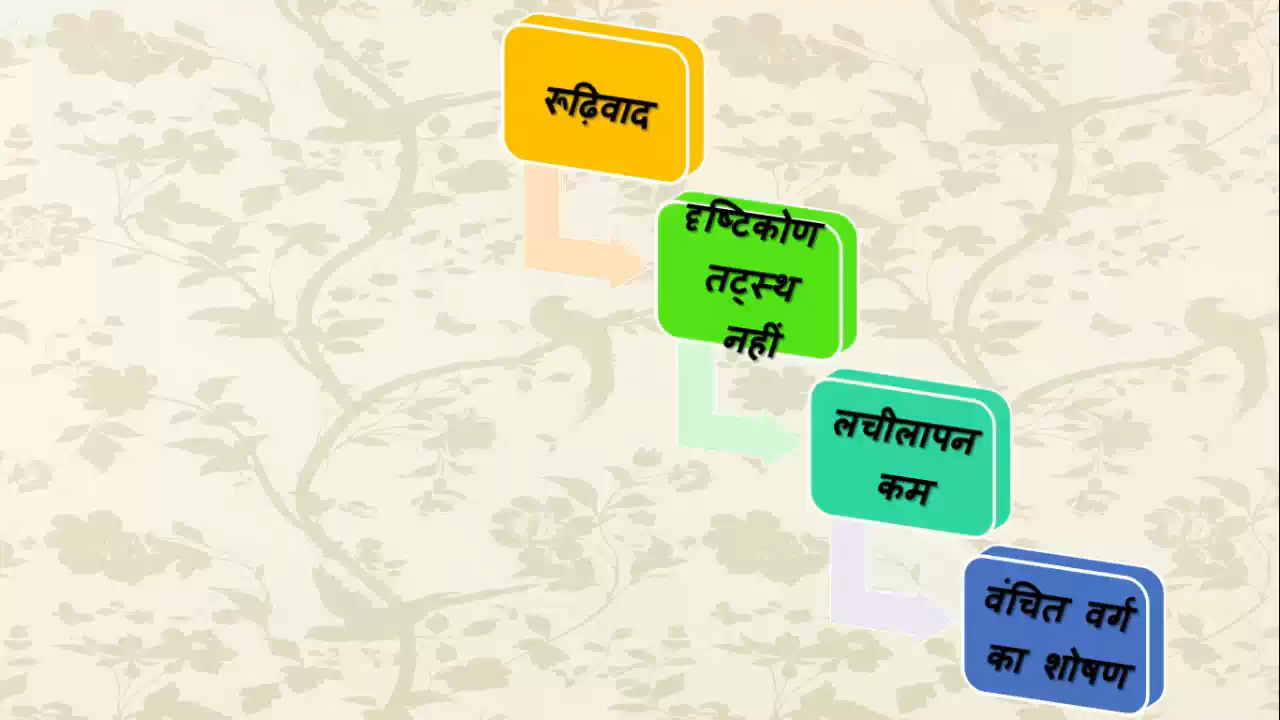 रूढ़िवाद
दृष्टिकोण
तट्स्थ
नहीं
लचीलापन
कम
वंचित वर्ग
का शोषण